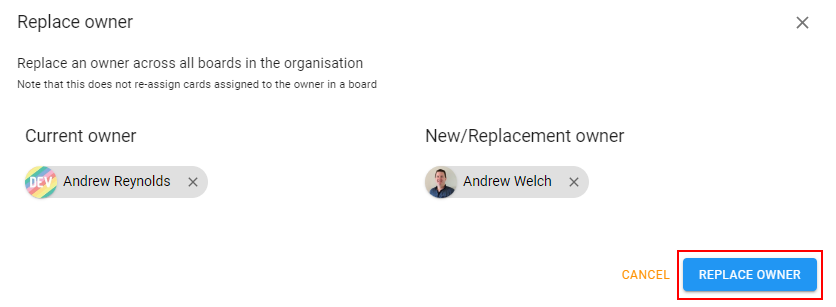 Replace owner
Replace an owner across all boards in the organisation
Note that this does not re-assign cards assigned to the owner in a board
Current owner
New/Replacement owner
DEV Andrew Reynolds
Andrew Welch
CANCEL
REPLACE OWNER